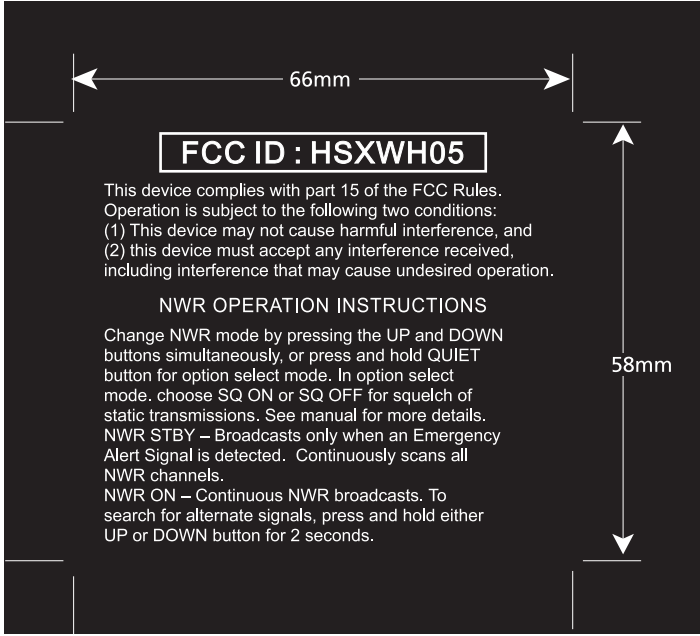 66mm
FCC ID : HSXWH05
This device complies with part 15 of the FCC Rules.
Operation is subject to the following two conditions:
(1) This device may not cause harmful interference, and
(2) this device must accept any interference received,
including interference that may cause undesired operation.
NWR OPERATION INSTRUCTIONS
Change NWR mode by pressing the UP and DOWN
buttons simultaneously, or press and hold QUIET
button for option select mode. In option select
mode. choose SQ ON or SQ OFF for squelch of
static transmissions. See manual for more details.
NWR STBY – Broadcasts only when an Emergency
Alert Signal is detected.  Continuously scans all
NWR channels.
NWR ON – Continuous NWR broadcasts. To
search for alternate signals, press and hold either
UP or DOWN button for 2 seconds.
58mm